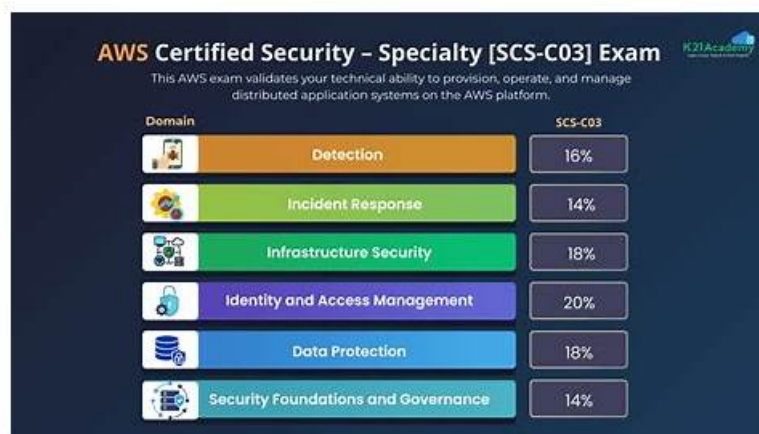 AWS Certified Security – Specialty [SCS-C03] Exam
K21Academy
This AWS exam validates your technical ability to provision, operate, and manage
distributed application systems on the AWS platform.
Domain SCS-C03
Detection 16%
Incident Response 14%
Infrastructure Security 18%
Identity and Access Management 20%
Data Protection 18%
Security Foundations and Governance 14%